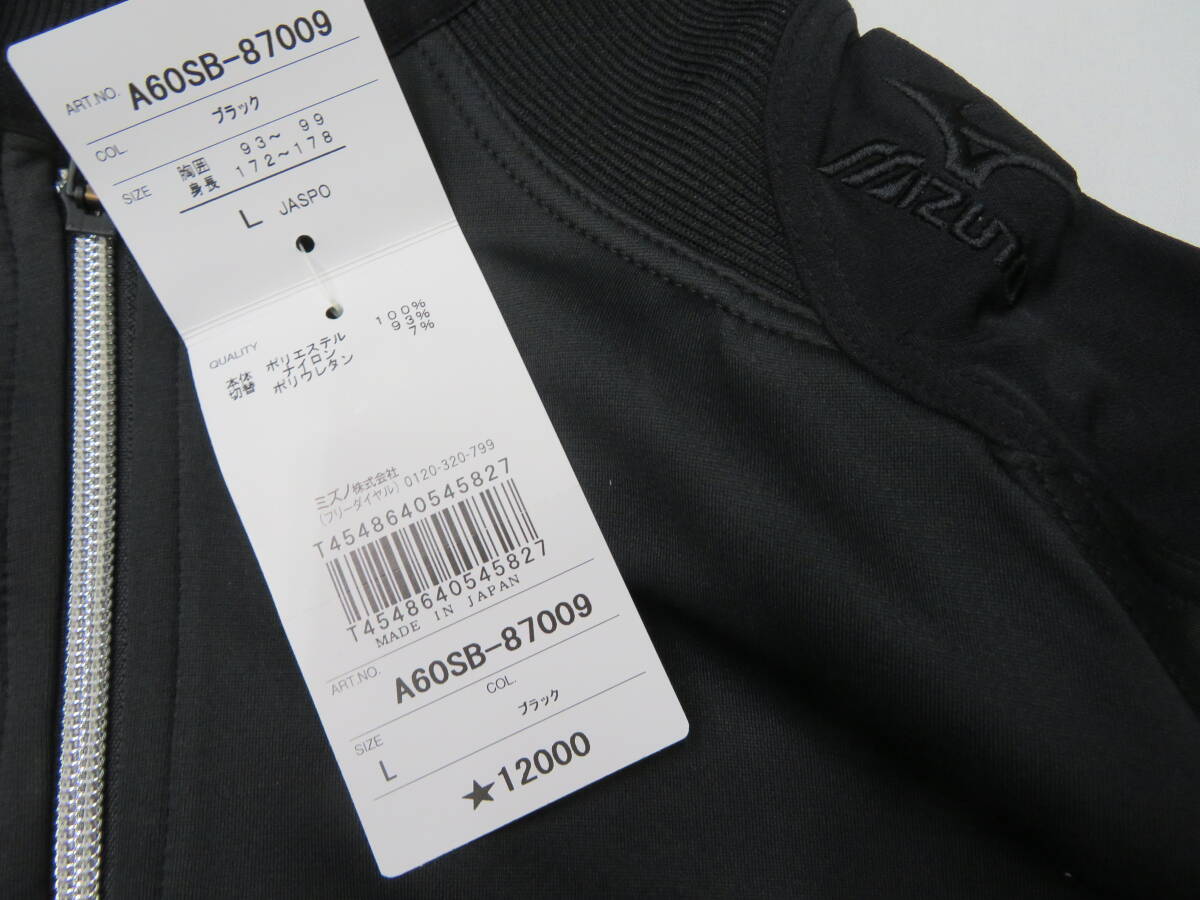 ART.NO. A60SB-87009
COL. ブラック
SIZE 胸囲 93~ 99
身長 172~178
L JASPO
QUALITY
本体 ポリエステル 100%
切替 ナイロン 93%
ポリウレタン 7%
ミズノ株式会社
(フリーダイヤル) 0120-320-799
T4548640545827
T4548640545827
MADE IN JAPAN
ART.NO. A60SB-87009
COL. ブラック
SIZE L
★12000
MIZUNO